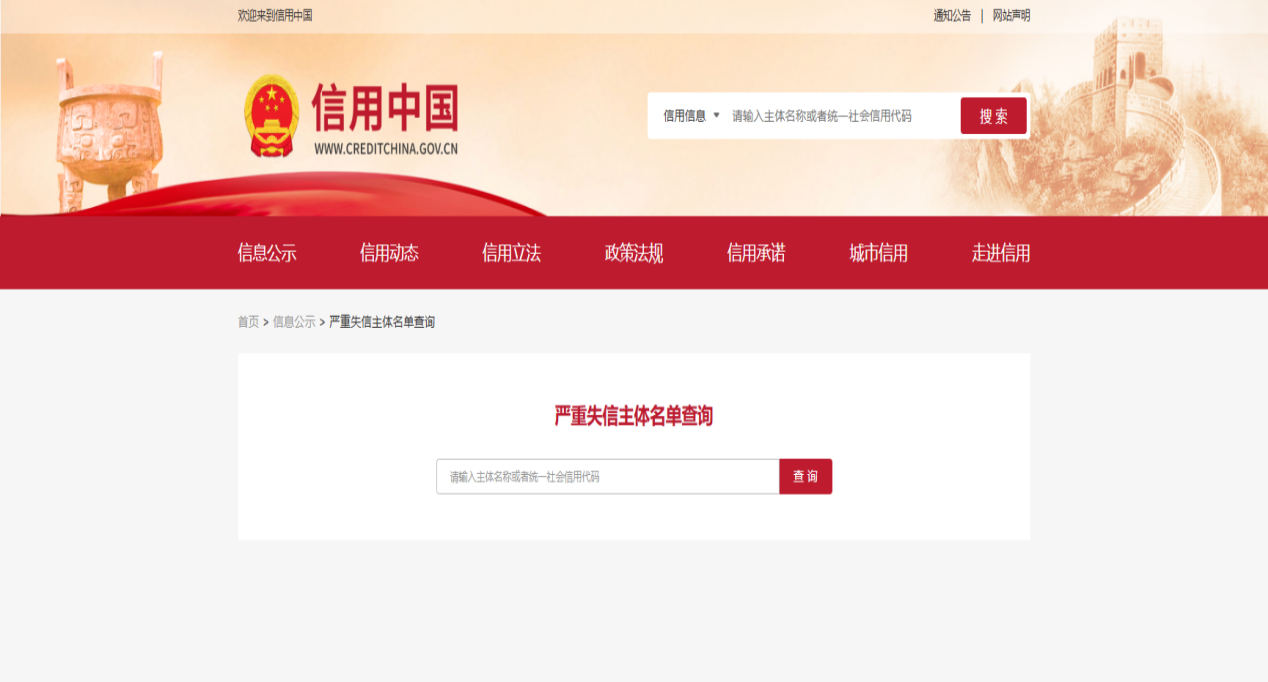 欢迎来到信用中国
通知公告 | 网站声明
信用中国
WWW.CREDITCHINA.GOV.CN
信用信息 请输入主体名称或者统一社会信用代码 搜索
信息公示 信用动态 信用立法 政策法规 信用承诺 城市信用 走进信用
首页 > 信息公示 > 严重失信主体名单查询
严重失信主体名单查询
请输入主体名称或者统一社会信用代码 查询